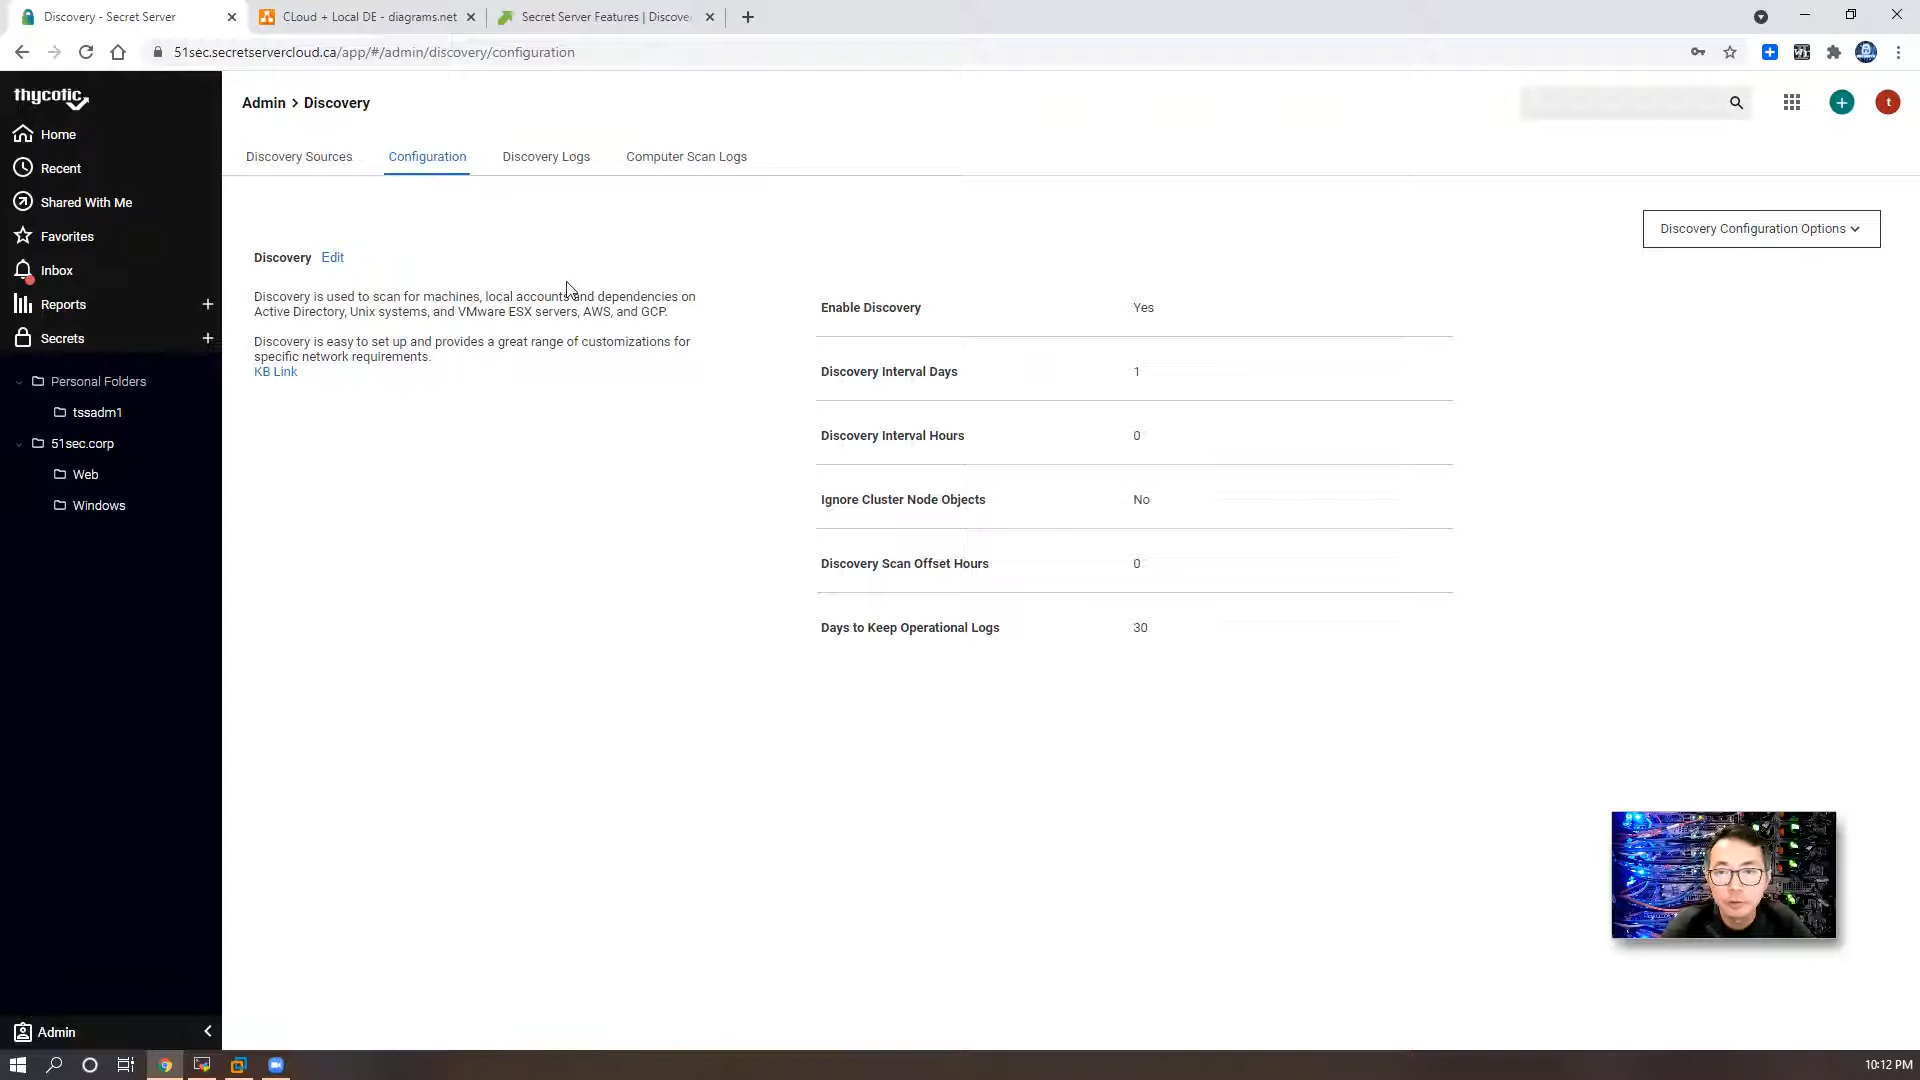 Discovery - Secret Server
CLoud + Local DE - diagrams.net
Secret Server Features | Discove
51sec.secretservercloud.ca/app/#/admin/discovery/configuration
thycotic
Admin > Discovery
t
Home
Discovery Sources
Configuration
Discovery Logs
Computer Scan Logs
Recent
Shared With Me
Favorites
Inbox
Reports
Secrets
Personal Folders
tssadm1
51sec.corp
Web
Windows
Admin
Discovery Configuration Options
Discovery Edit
Discovery is used to scan for machines, local accounts and dependencies on
Active Directory, Unix systems, and VMware ESX servers, AWS, and GCP.
Discovery is easy to set up and provides a great range of customizations for
specific network requirements.
KB Link
Enable Discovery Yes
Discovery Interval Days 1
Discovery Interval Hours 0
Ignore Cluster Node Objects No
Discovery Scan Offset Hours 0
Days to Keep Operational Logs 30
10:12 PM